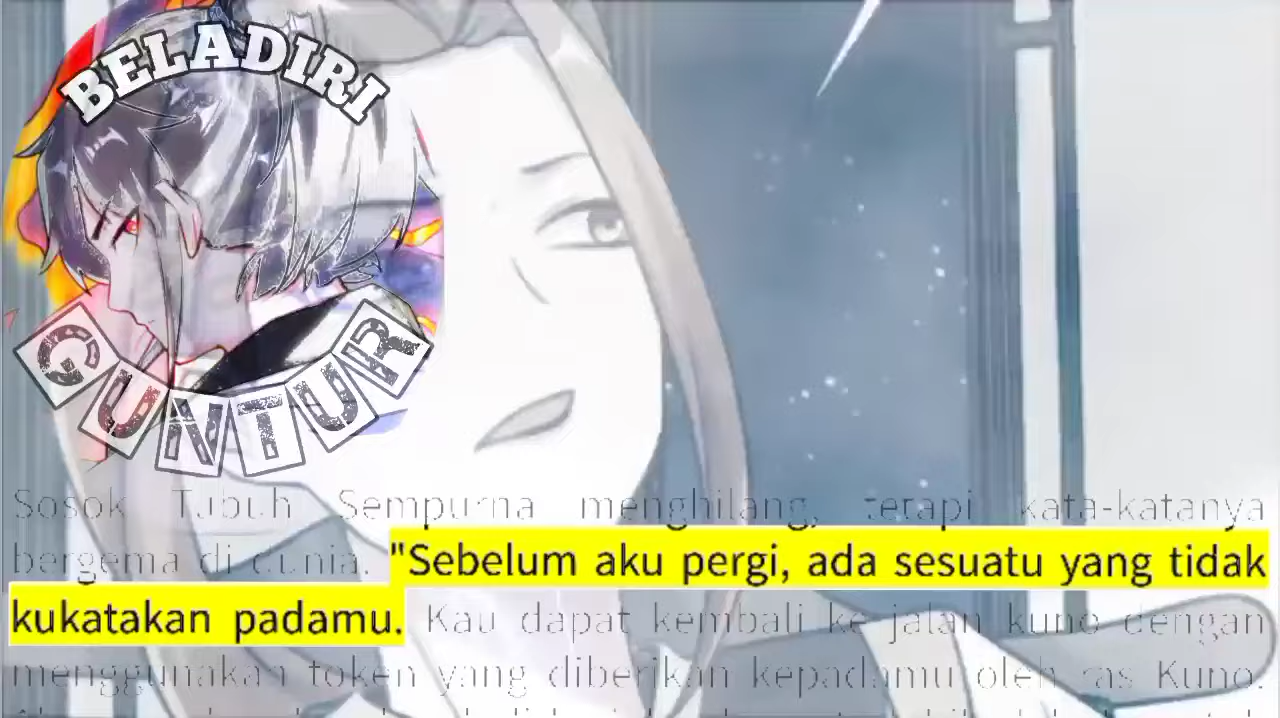 BELADIRI
GUNTUR
Sosok Tubuh Sempurna menghilang, tetapi kata-katanya
bergema di dunia. "Sebelum aku pergi, ada sesuatu yang tidak
kukatakan padamu. Kau dapat kembali ke jalan kuno dengan
menggunakan token yang diberikan kepadamu oleh ras Kuno.